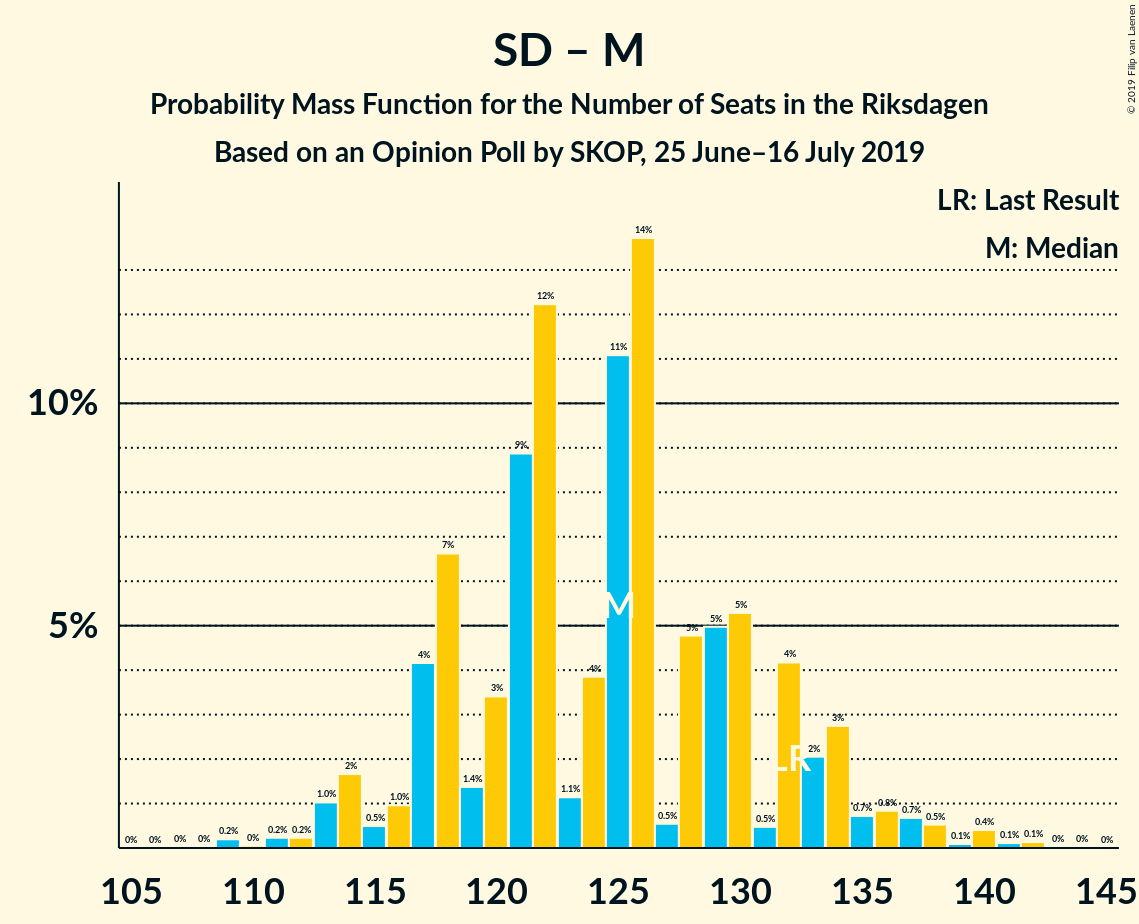 SD – M
Probability Mass Function for the Number of Seats in the Riksdagen
Based on an Opinion Poll by SKOP, 25 June–16 July 2019
© 2019 Filip van Laenen
LR: Last Result
M: Median
10%
5%
0% 0% 0% 0% 0.2% 0% 0.2% 0.2% 1.0% 2% 0.5% 1.0% 4% 7% 1.4% 3% 9% 12% 1.1% 4% 11% 14% 0.5% 5% 5% 5% 0.5% 4% 2% 3% 0.7% 0.8% 0.7% 0.5% 0.1% 0.4% 0.1% 0.1% 0% 0% 0%
M
LR
105 110 115 120 125 130 135 140 145